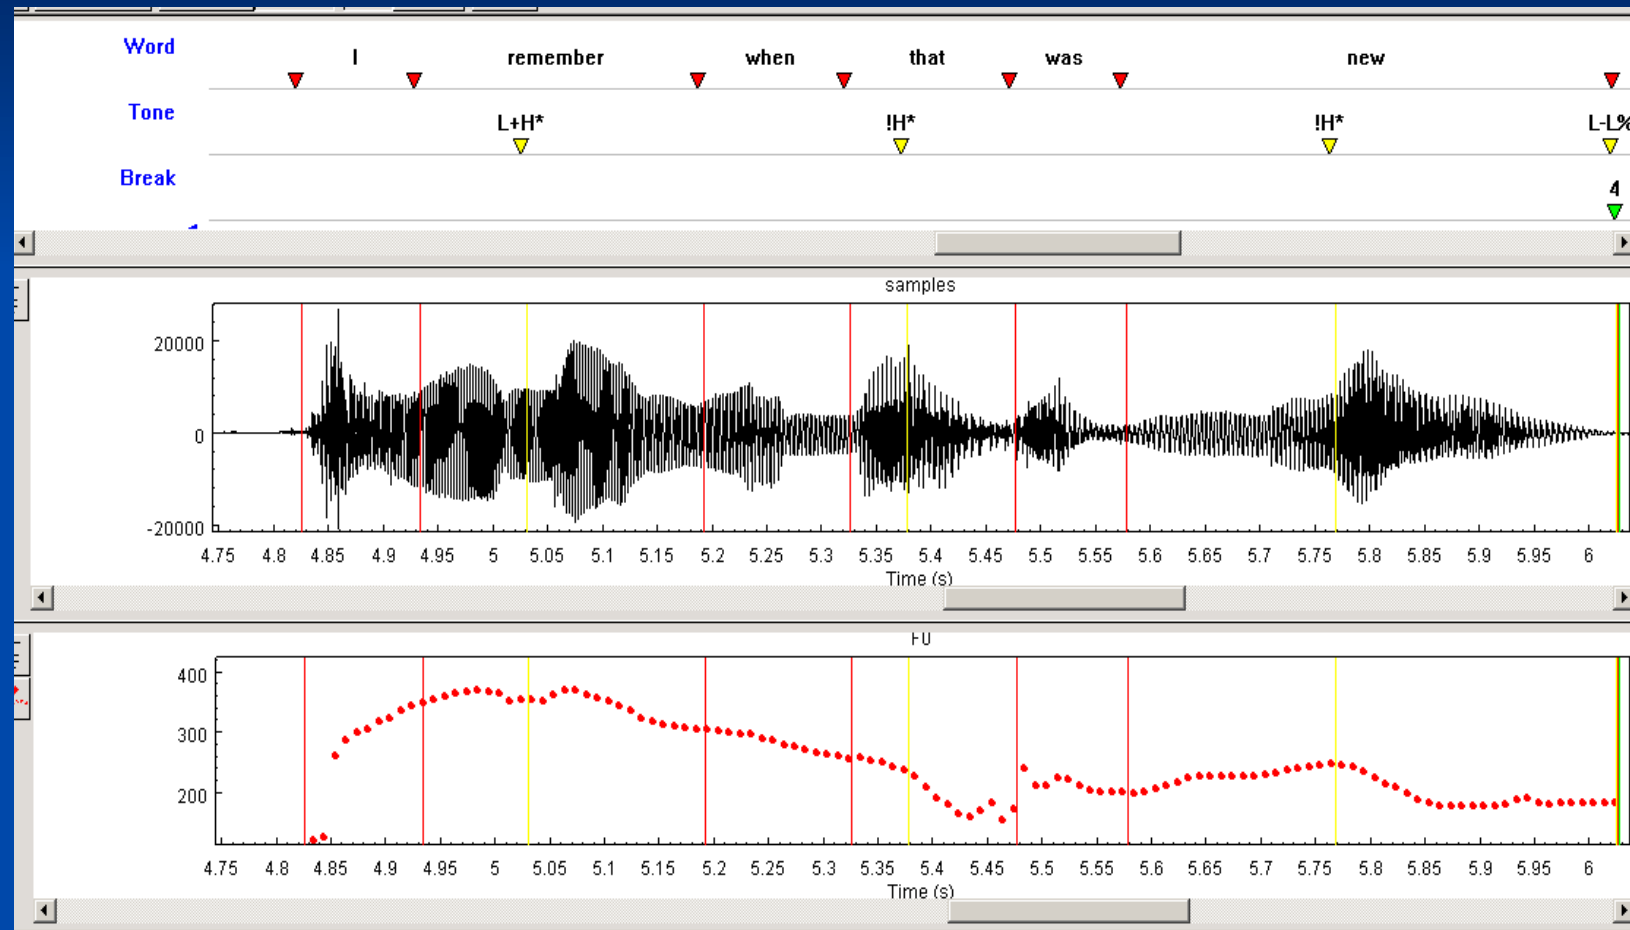 Word I remember when that was new
Tone L+H* !H* !H* L-L%
Break 4
samples
20000
0
-20000
4.75 4.8 4.85 4.9 4.95 5 5.05 5.1 5.15 5.2 5.25 5.3 5.35 5.4 5.45 5.5 5.55 5.6 5.65 5.7 5.75 5.8 5.85 5.9 5.95 6
Time (s)
F0
400
300
200
4.75 4.8 4.85 4.9 4.95 5 5.05 5.1 5.15 5.2 5.25 5.3 5.35 5.4 5.45 5.5 5.55 5.6 5.65 5.7 5.75 5.8 5.85 5.9 5.95 6
Time (s)